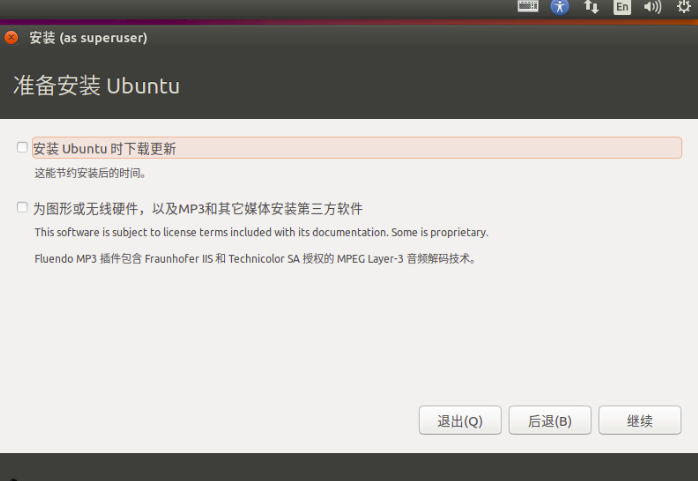 En
安装 (as superuser)
准备安装 Ubuntu
安装 Ubuntu 时下载更新
这能节约安装后的时间。
为图形或无线硬件，以及MP3和其它媒体安装第三方软件
This software is subject to license terms included with its documentation. Some is proprietary.
Fluendo MP3 插件包含 Fraunhofer IIS 和 Technicolor SA 授权的 MPEG Layer-3 音频解码技术。
退出(Q) 后退(B) 继续